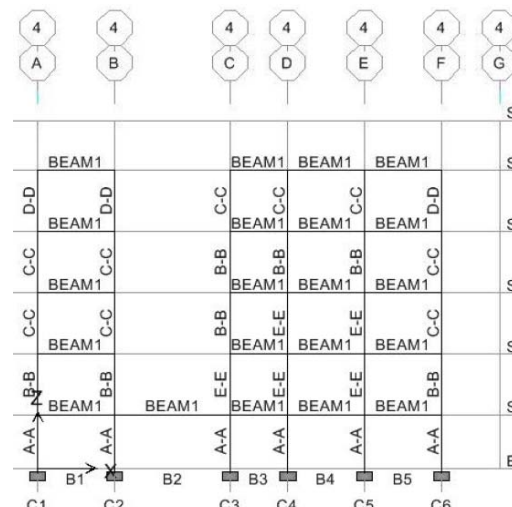 4 4 4 4 4 4 4
A B C D E F G
S
BEAM1 BEAM1 BEAM1 BEAM1 S
D-D D-D C-C C-C C-C D-D
BEAM1 BEAM1 BEAM1 BEAM1 S
C-C C-C B-B B-B B-B C-C
BEAM1 BEAM1 BEAM1 BEAM1 S
C-C C-C B-B E-E E-E C-C
BEAM1 BEAM1 BEAM1 BEAM1 S
B-B B-B E-E E-E E-E B-B
Z
BEAM1 BEAM1 BEAM1 BEAM1 BEAM1 S
A-A A-A A-A A-A A-A A-A
X B
B1 B2 B3 B4 B5
C1 C2 C3 C4 C5 C6